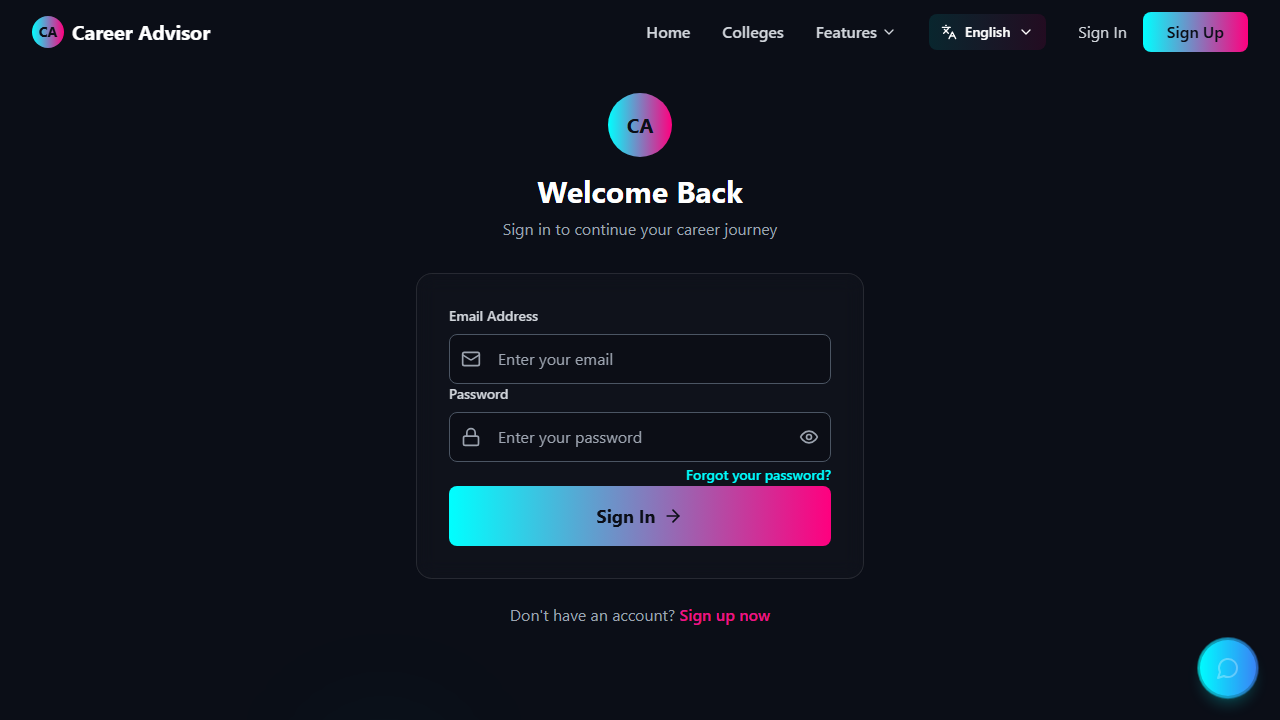 CA Career Advisor Home Colleges Features English Sign In Sign Up
CA
Welcome Back
Sign in to continue your career journey
Email Address
Enter your email
Password
Enter your password
Forgot your password?
Sign In
Don't have an account? Sign up now